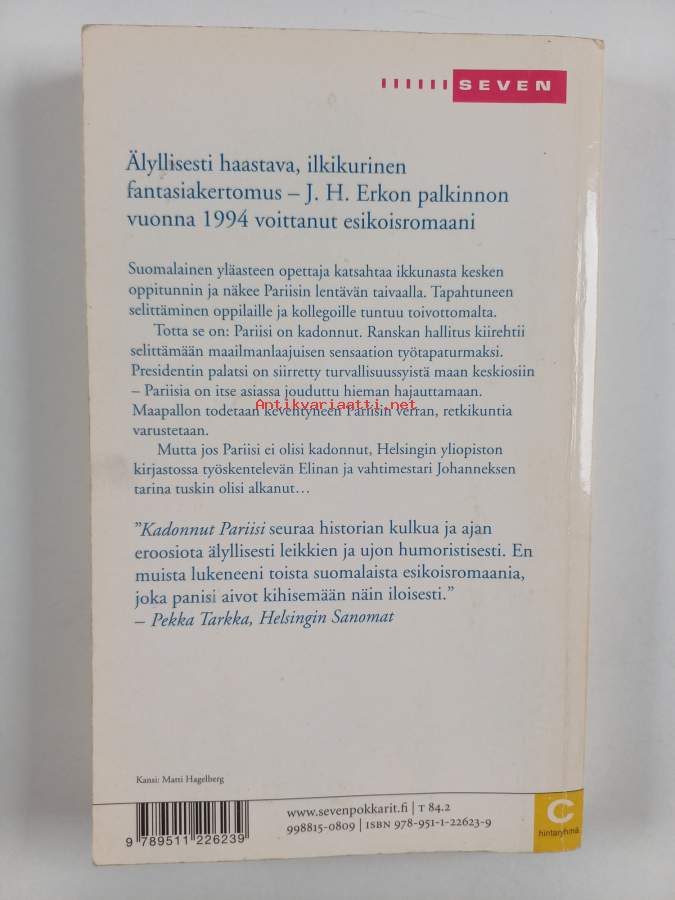 SEVEN
Älyllisesti haastava, ilkikurinen
fantasiakertomus – J. H. Erkon palkinnon
vuonna 1994 voittanut esikoisromaani
Suomalainen yläasteen opettaja katsahtaa ikkunasta kesken
oppitunnin ja näkee Pariisin lentävän taivaalla. Tapahtuneen
selittäminen oppilaille ja kollegoille tuntuu toivottomalta.
Totta se on: Pariisi on kadonnut. Ranskan hallitus kiirehtii
selittämään maailmanlaajuisen sensaation työtapaturmaksi.
Presidentin palatsi on siirretty turvallisuussyistä maan keskiosiin
– Pariisia on itse asiassa jouduttu hieman hajauttamaan.
Antikvariaatti.net
Maapallon todetaan keventyneen Pariisin verran, retkikuntia
varustetaan.
Mutta jos Pariisi ei olisi kadonnut, Helsingin yliopiston
kirjastossa työskentelevän Elinan ja vahtimestari Johanneksen
tarina tuskin olisi alkanut…
”Kadonnut Pariisi seuraa historian kulkua ja ajan
eroosiota älyllisesti leikkien ja ujon humoristisesti. En
muista lukeneeni toista suomalaista esikoisromaania,
joka panisi aivot kihisemään näin iloisesti.”
– Pekka Tarkka, Helsingin Sanomat
Kansi: Matti Hagelberg
www.sevenpokkarit.fi | T 84.2
998815-0809 | ISBN 978-951-1-22623-9
9 789511 226239
C
hintaryhmä